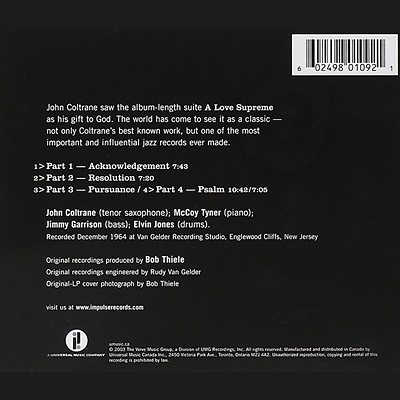 6 02498 01092 1
John Coltrane saw the album-length suite A Love Supreme
as his gift to God. The world has come to see it as a classic —
not only Coltrane's best known work, but one of the most
important and influential jazz records ever made.
1> Part 1 — Acknowledgement 7:43
2> Part 2 — Resolution 7:20
3> Part 3 — Pursuance / 4> Part 4 — Psalm 10:42/7:05
John Coltrane (tenor saxophone); McCoy Tyner (piano);
Jimmy Garrison (bass); Elvin Jones (drums).
Recorded December 1964 at Van Gelder Recording Studio, Englewood Cliffs, New Jersey
Original recordings produced by Bob Thiele
Original recordings engineered by Rudy Van Gelder
Original-LP cover photograph by Bob Thiele
visit us at www.impulserecords.com
A UNIVERSAL MUSIC COMPANY
umusic.ca
© 2003 The Verve Music Group, a Division of UMG Recordings, Inc. All rights reserved. Manufactured and distributed in Canada by
Universal Music Canada Inc., 2450 Victoria Park Ave., Toronto, Ontario M2J 4A2. Unauthorized reproduction, copying and rental of this
recording is prohibited by law.